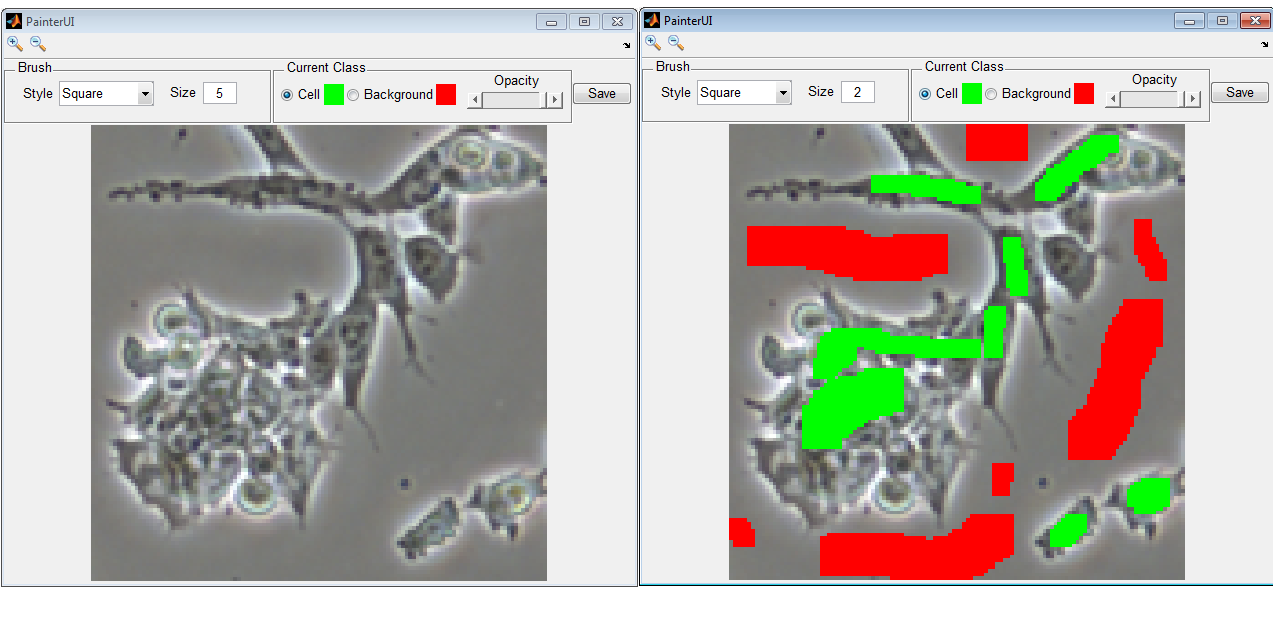 PainterUI
Brush
Style Square Size 5
Current Class
Cell Background
Opacity
Save
PainterUI
Brush
Style Square Size 2
Current Class
Cell Background
Opacity
Save